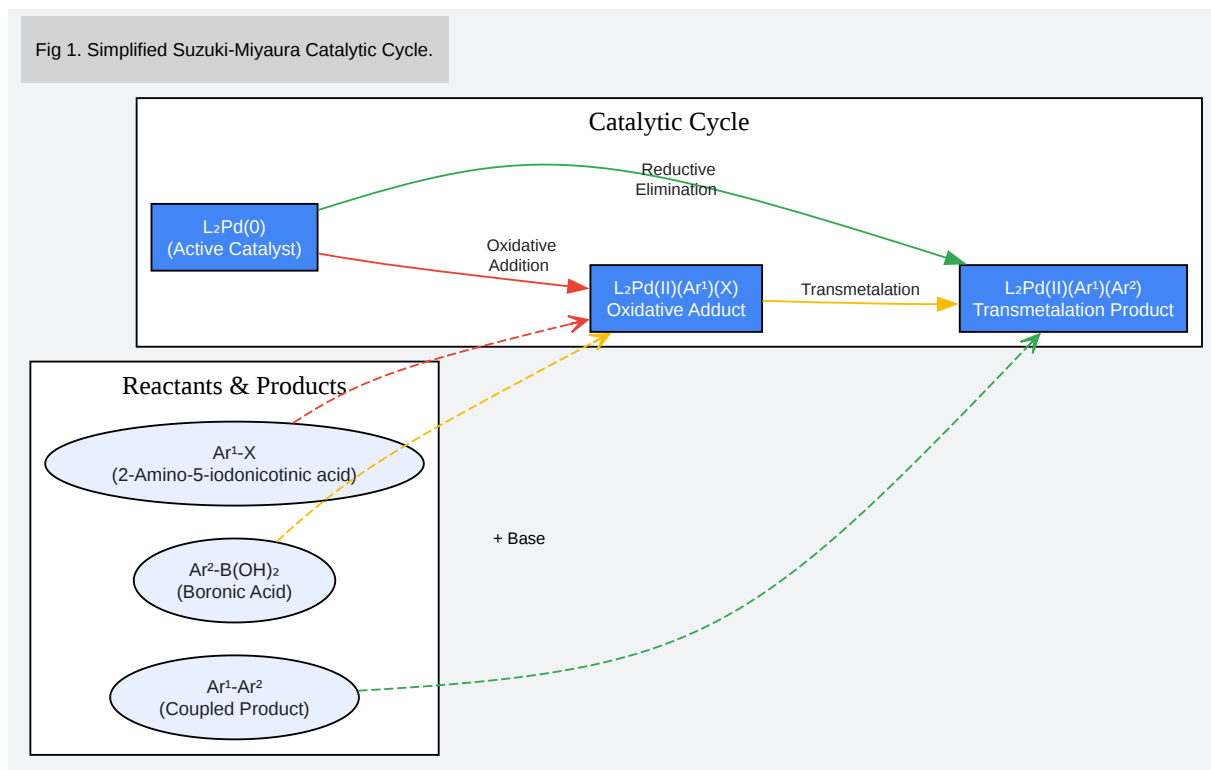 Fig 1. Simplified Suzuki-Miyaura Catalytic Cycle.
Catalytic Cycle
Reductive
Elimination
L₂Pd(0)
(Active Catalyst)
Oxidative
Addition
L₂Pd(II)(Ar¹)(X)
Oxidative Adduct
Transmetalation
L₂Pd(II)(Ar¹)(Ar²)
Transmetalation Product
Reactants & Products
Ar¹-X
(2-Amino-5-iodonicotinic acid)
+ Base
Ar²-B(OH)₂
(Boronic Acid)
Ar¹-Ar²
(Coupled Product)